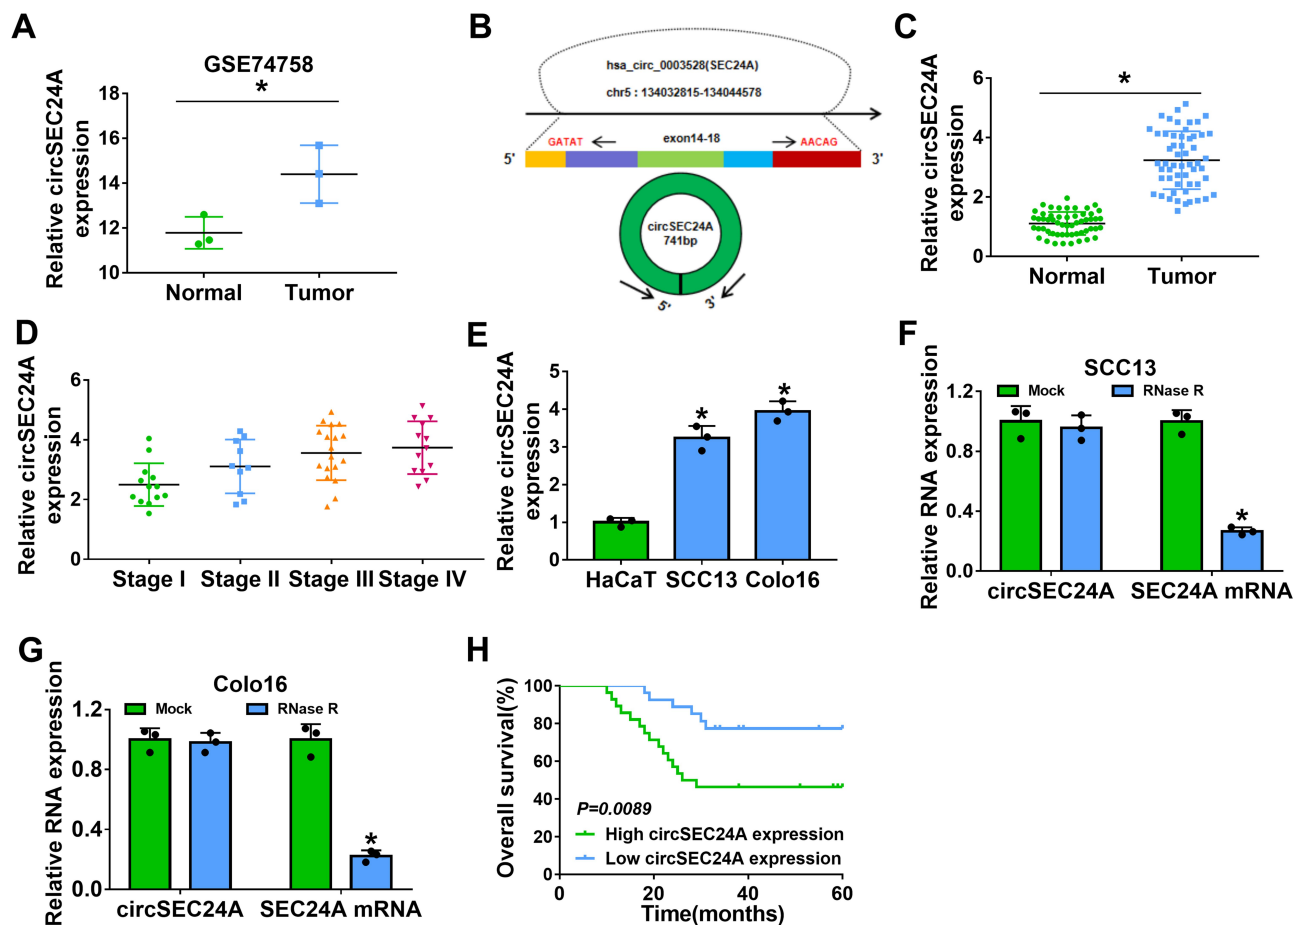 A
GSE74758
*
Relative circSEC24A
expression
18
16
14
12
10
Normal
Tumor
B
hsa_circ_0003528(SEC24A)
chr5 : 134032815-134044578
GATAT
exon14-18
AACAG
5'
3'
circSEC24A
741bp
5'
3'
C
*
Relative circSEC24A
expression
6
4
2
0
Normal
Tumor
D
Relative circSEC24A
expression
6
4
2
0
Stage I
Stage II
Stage III
Stage IV
E
Relative circSEC24A
expression
5
4
3
2
1
0
*
*
HaCaT
SCC13
Colo16
F
SCC13
Mock
RNase R
Relative RNA expression
1.2
0.8
0.4
0.0
*
circSEC24A
SEC24A mRNA
G
Colo16
Mock
RNase R
Relative RNA expression
1.2
0.8
0.4
0.0
*
circSEC24A
SEC24A mRNA
H
Overall survival(%)
100
80
60
40
20
0
P=0.0089
High circSEC24A expression
Low circSEC24A expression
0
20
40
60
Time(months)